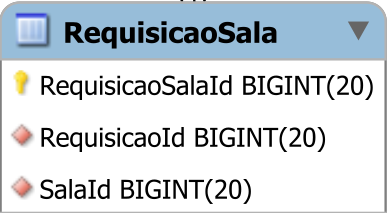 RequisicaoSala
RequisicaoSalaId BIGINT(20)
RequisicaoId BIGINT(20)
SalaId BIGINT(20)